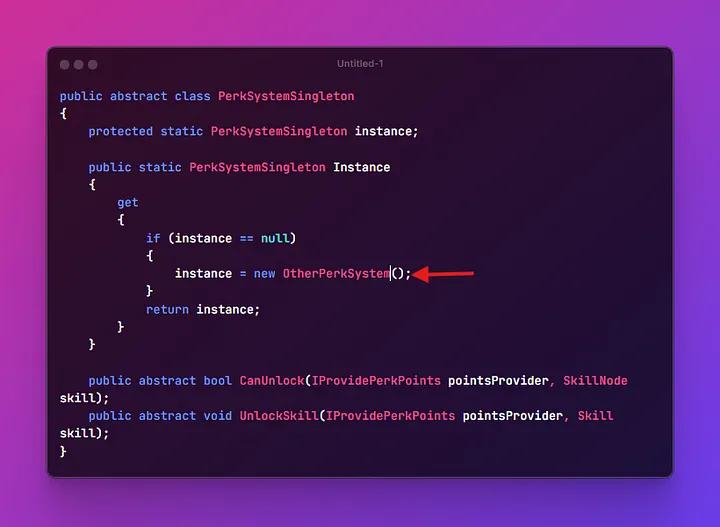 Untitled-1
public abstract class PerkSystemSingleton
{
    protected static PerkSystemSingleton instance;

    public static PerkSystemSingleton Instance
    {
        get
        {
            if (instance == null)
            {
                instance = new OtherPerkSystem();
            }
            return instance;
        }
    }

    public abstract bool CanUnlock(IProvidePerkPoints pointsProvider, SkillNode
skill);
    public abstract void UnlockSkill(IProvidePerkPoints pointsProvider, Skill
skill);
}